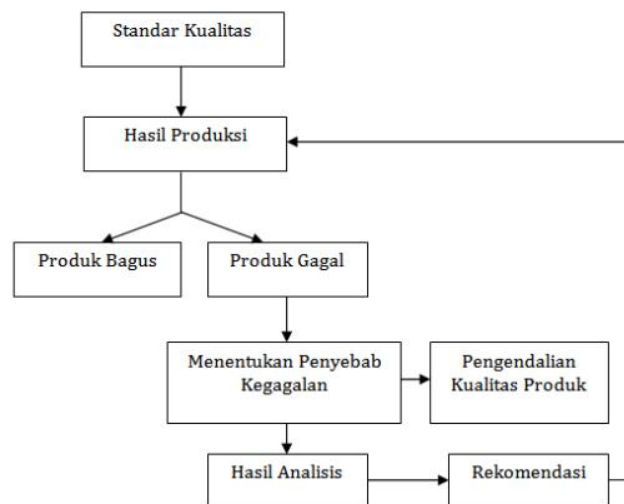 Standar Kualitas
Hasil Produksi
Produk Bagus
Produk Gagal
Menentukan Penyebab
Kegagalan
Pengendalian
Kualitas Produk
Hasil Analisis
Rekomendasi